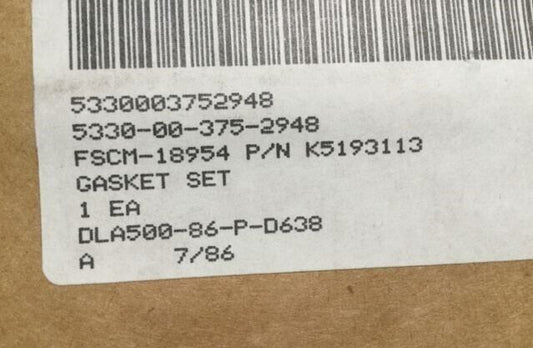 5330003752948
5330-00-375-2948
FSCM-18954 P/N K5193113
GASKET SET
1 EA
DLA500-86-P-D638
A 7/86